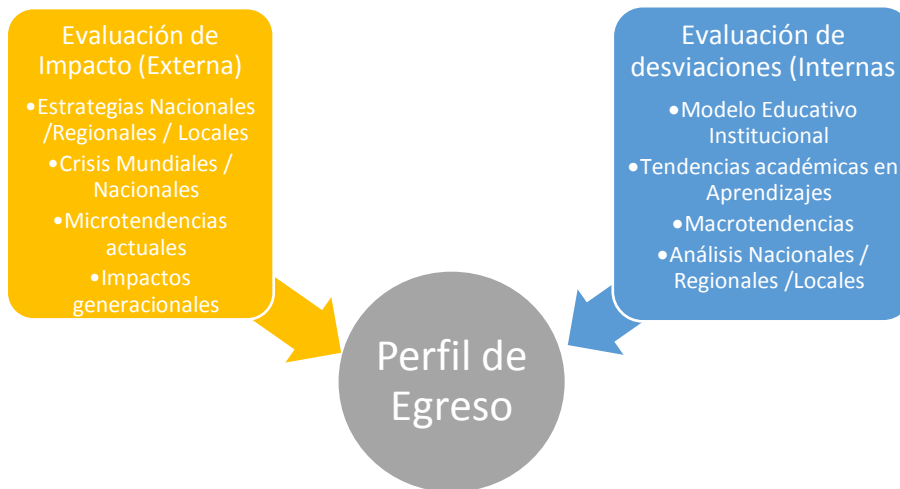 Evaluación de
Impacto (Externa)
•Estrategias Nacionales
/Regionales / Locales
•Crisis Mundiales /
Nacionales
•Microtendencias
actuales
•Impactos
generacionales
Evaluación de
desviaciones (Internas
•Modelo Educativo
Institucional
•Tendencias académicas en
Aprendizajes
•Macrotendencias
•Análisis Nacionales /
Regionales /Locales
Perfil de
Egreso